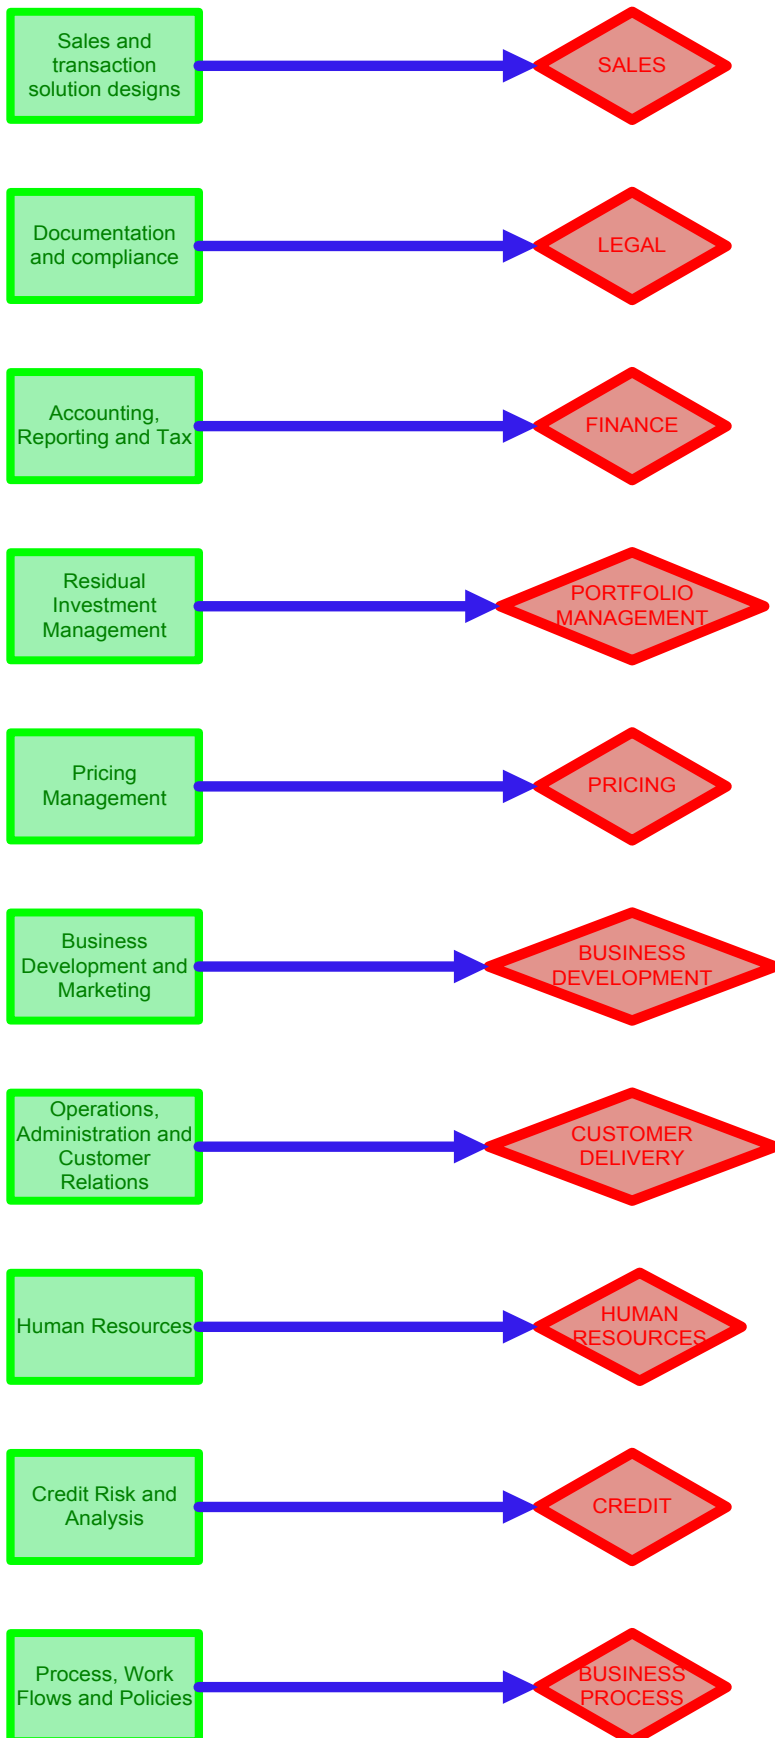 Sales and
transaction
solution designs
SALES
Documentation
and compliance
LEGAL
Accounting,
Reporting and Tax
FINANCE
Residual
Investment
Management
PORTFOLIO
MANAGEMENT
Pricing
Management
PRICING
Business
Development and
Marketing
BUSINESS
DEVELOPMENT
Operations,
Administration and
Customer
Relations
CUSTOMER
DELIVERY
Human Resources
HUMAN
RESOURCES
Credit Risk and
Analysis
CREDIT
Process, Work
Flows and Policies
BUSINESS
PROCESS